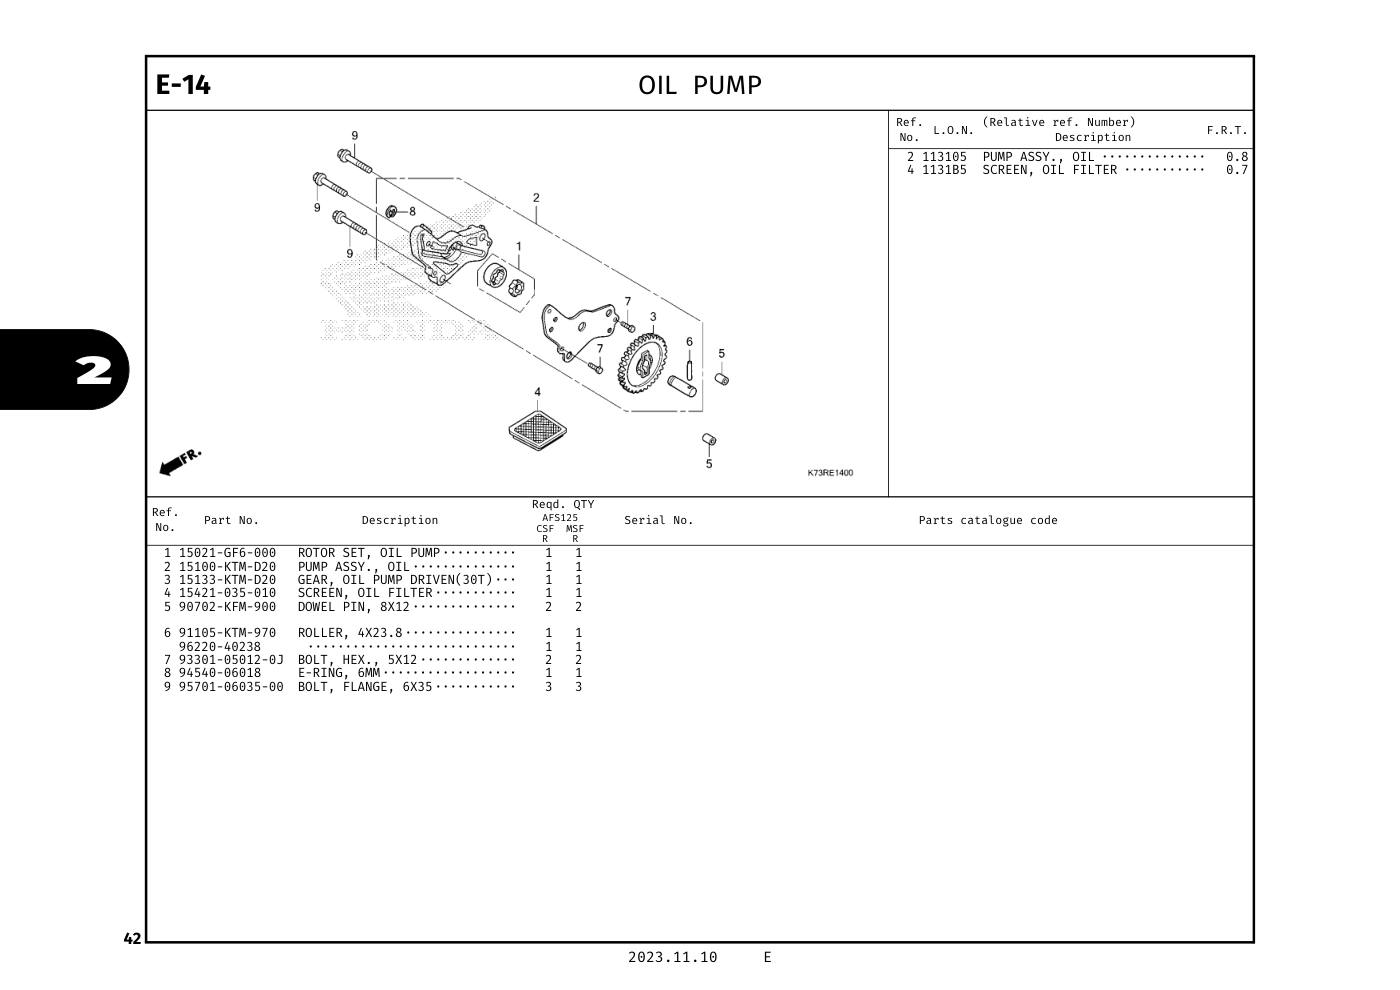 E-14 OIL PUMP
9
9
9
8
2
1
7
3
6
5
7
4
5
HONDA
FR.
K73RE1400
Ref. No. L.O.N. (Relative ref. Number) Description F.R.T.
2 113105 PUMP ASSY., OIL ·············· 0.8
4 1131B5 SCREEN, OIL FILTER ··········· 0.7
2
Ref. No. Part No. Description Reqd. QTY Serial No. Parts catalogue code
AFS125
CSF MSF
R R
1 15021-GF6-000 ROTOR SET, OIL PUMP·········· 1 1
2 15100-KTM-D20 PUMP ASSY., OIL·············· 1 1
3 15133-KTM-D20 GEAR, OIL PUMP DRIVEN(30T)··· 1 1
4 15421-035-010 SCREEN, OIL FILTER··········· 1 1
5 90702-KFM-900 DOWEL PIN, 8X12·············· 2 2
6 91105-KTM-970 ROLLER, 4X23.8··············· 1 1
96220-40238 ···························· 1 1
7 93301-05012-0J BOLT, HEX., 5X12············· 2 2
8 94540-06018 E-RING, 6MM·················· 1 1
9 95701-06035-00 BOLT, FLANGE, 6X35··········· 3 3
42
2023.11.10 E